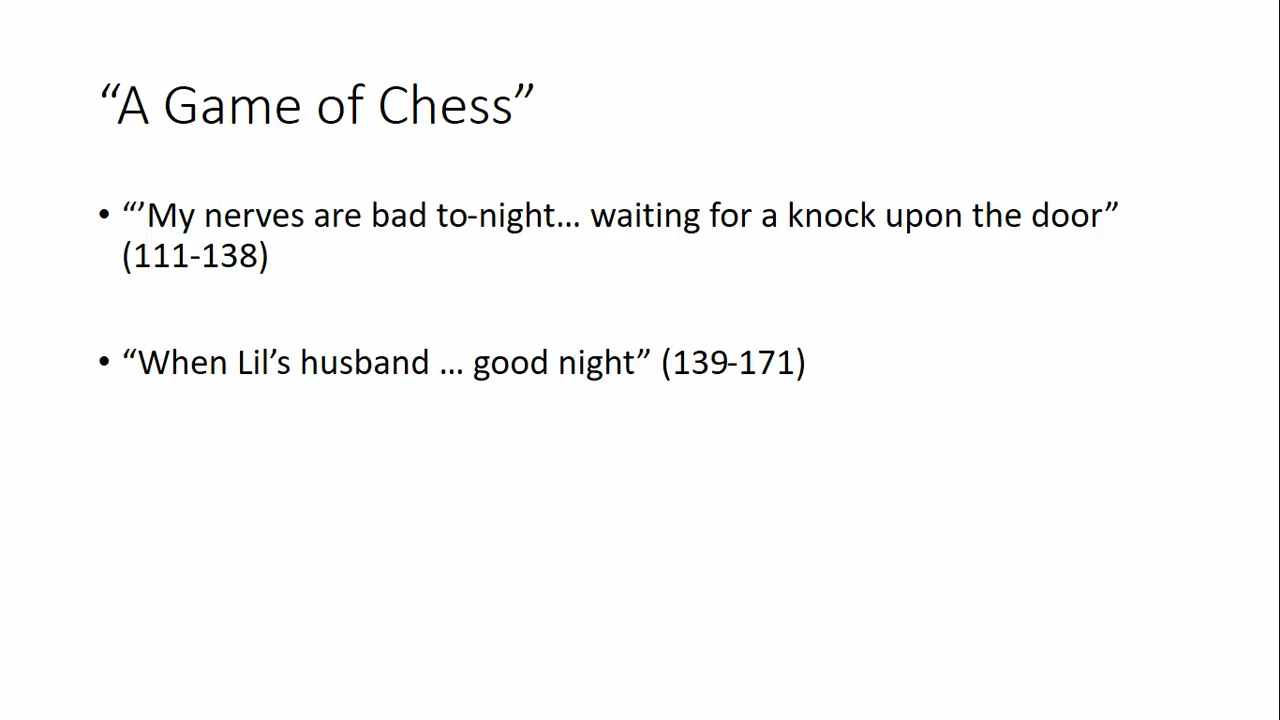 “A Game of Chess”
• “’My nerves are bad to-night… waiting for a knock upon the door”
(111-138)
• “When Lil’s husband … good night” (139-171)